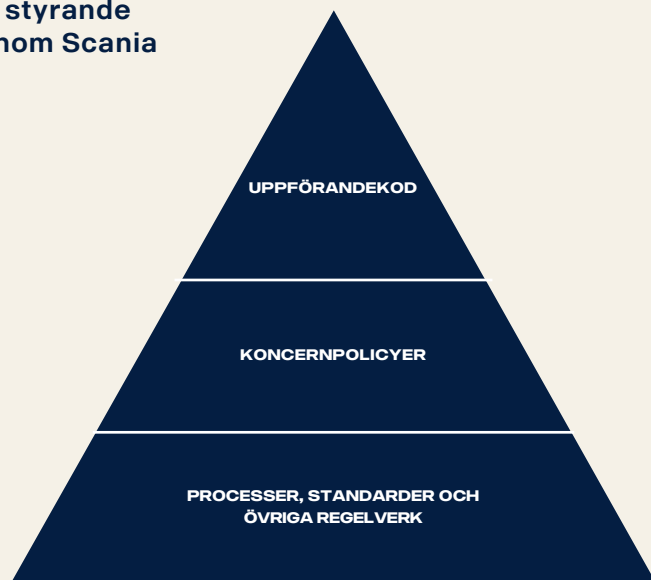 styrande
nom Scania
UPPFÖRANDEKOD
KONCERNPOLICYER
PROCESSER, STANDARDER OCH
ÖVRIGA REGELVERK